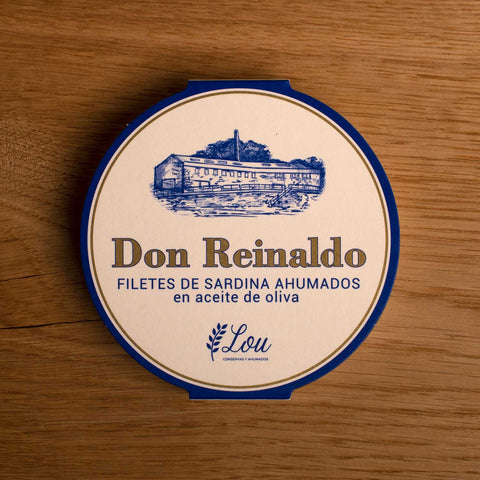 Don Reinaldo
FILETES DE SARDINA AHUMADOS
en aceite de oliva
Lou
CONSERVAS Y AHUMADOS